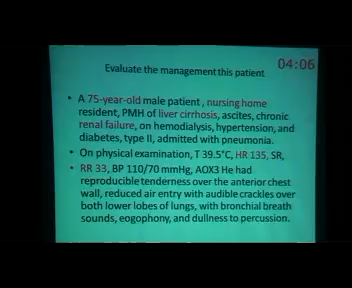 04:06
Evaluate the management this patient
• A 75-year-old male patient , nursing home
resident, PMH of liver cirrhosis, ascites, chronic
renal failure, on hemodialysis, hypertension, and
diabetes, type II, admitted with pneumonia.
• On physical examination, T 39.5°C, HR 135, SR,
• RR 33, BP 110/70 mmHg, AOX3 He had
reproducible tenderness over the anterior chest
wall, reduced air entry with audible crackles over
both lower lobes of lungs, with bronchial breath
sounds, eogophony, and dullness to percussion.